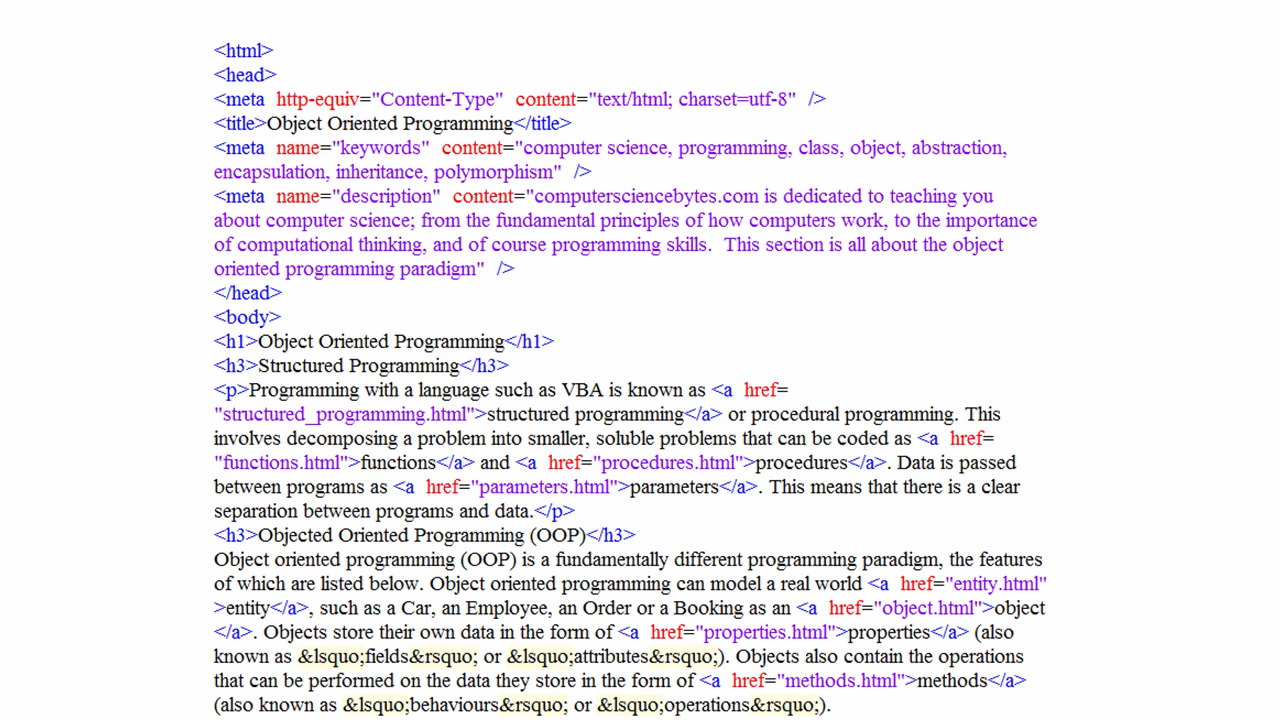 <html>
<head>
<meta  http-equiv="Content-Type"  content="text/html; charset=utf-8"  />
<title>Object Oriented Programming</title>
<meta  name="keywords"  content="computer science, programming, class, object, abstraction,
encapsulation, inheritance, polymorphism"  />
<meta  name="description"  content="computersciencebytes.com is dedicated to teaching you
about computer science; from the fundamental principles of how computers work, to the importance
of computational thinking, and of course programming skills.  This section is all about the object
oriented programming paradigm"  />
</head>
<body>
<h1>Object Oriented Programming</h1>
<h3>Structured Programming</h3>
<p>Programming with a language such as VBA is known as <a  href=
"structured_programming.html">structured programming</a> or procedural programming. This
involves decomposing a problem into smaller, soluble problems that can be coded as <a  href=
"functions.html">functions</a> and <a  href="procedures.html">procedures</a>. Data is passed
between programs as <a  href="parameters.html">parameters</a>. This means that there is a clear
separation between programs and data.</p>
<h3>Objected Oriented Programming (OOP)</h3>
Object oriented programming (OOP) is a fundamentally different programming paradigm, the features
of which are listed below. Object oriented programming can model a real world <a  href="entity.html"
>entity</a>, such as a Car, an Employee, an Order or a Booking as an <a  href="object.html">object
</a>. Objects store their own data in the form of <a  href="properties.html">properties</a> (also
known as &lsquo;fields&rsquo; or &lsquo;attributes&rsquo;). Objects also contain the operations
that can be performed on the data they store in the form of <a  href="methods.html">methods</a>
(also known as &lsquo;behaviours&rsquo; or &lsquo;operations&rsquo;).